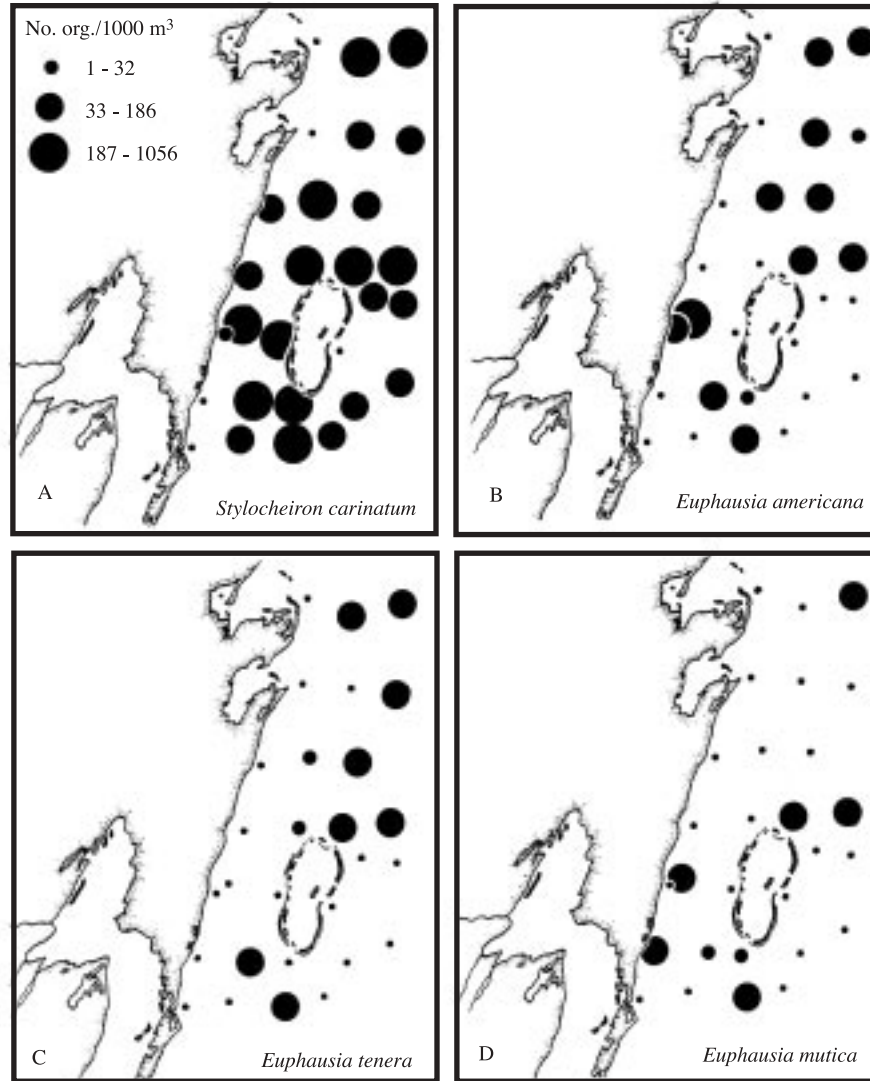 No. org./1000 m³
1 - 32
33 - 186
187 - 1056
A
Stylocheiron carinatum
B
Euphausia americana
C
Euphausia tenera
D
Euphausia mutica